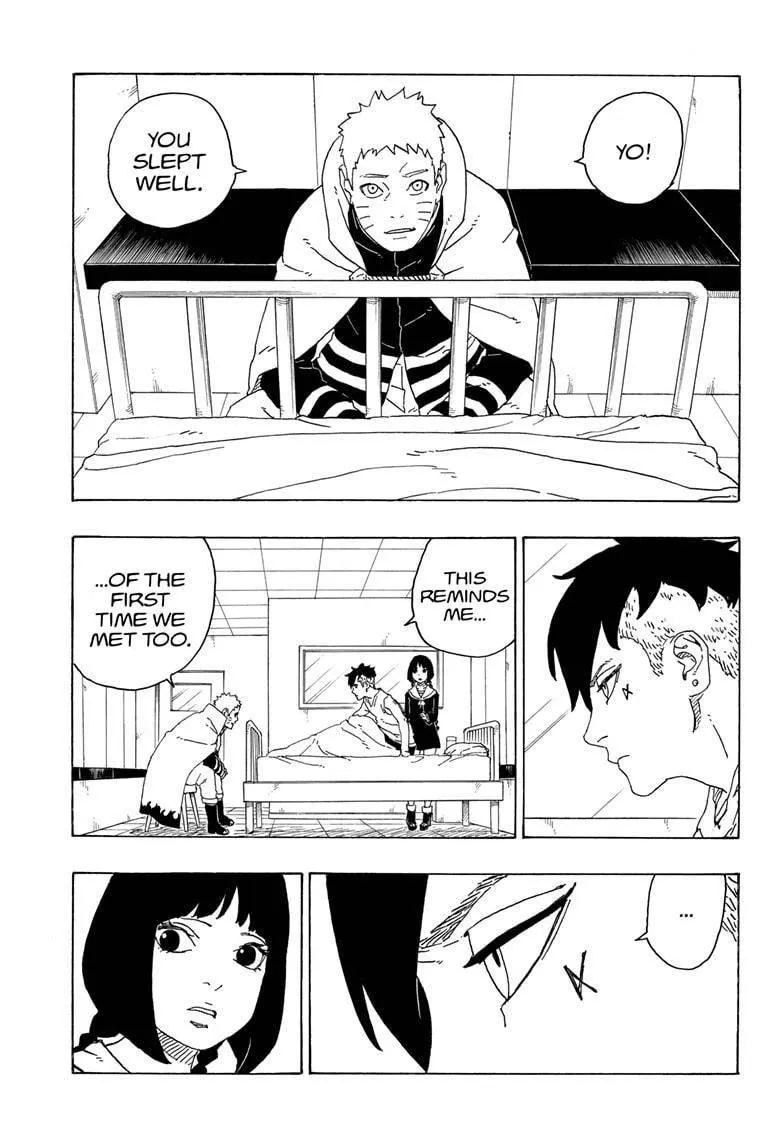 YO!
YOU
SLEPT
WELL.
THIS
REMINDS
ME...
...OF THE
FIRST
TIME WE
MET TOO.
...